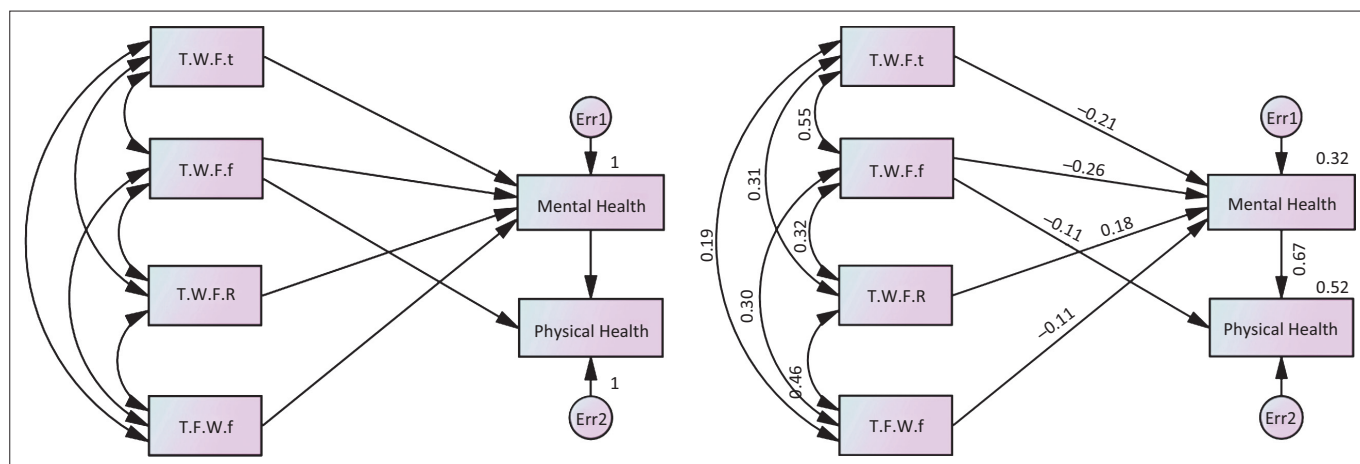 T.W.F.t
T.W.F.f
T.W.F.R
T.F.W.f
Err1
1
Mental Health
Physical Health
1
Err2
T.W.F.t
T.W.F.f
T.W.F.R
T.F.W.f
0.55
0.31
0.32
0.19
0.30
0.46
–0.21
–0.26
–0.11
0.18
–0.11
Err1
0.32
Mental Health
0.67
0.52
Physical Health
Err2